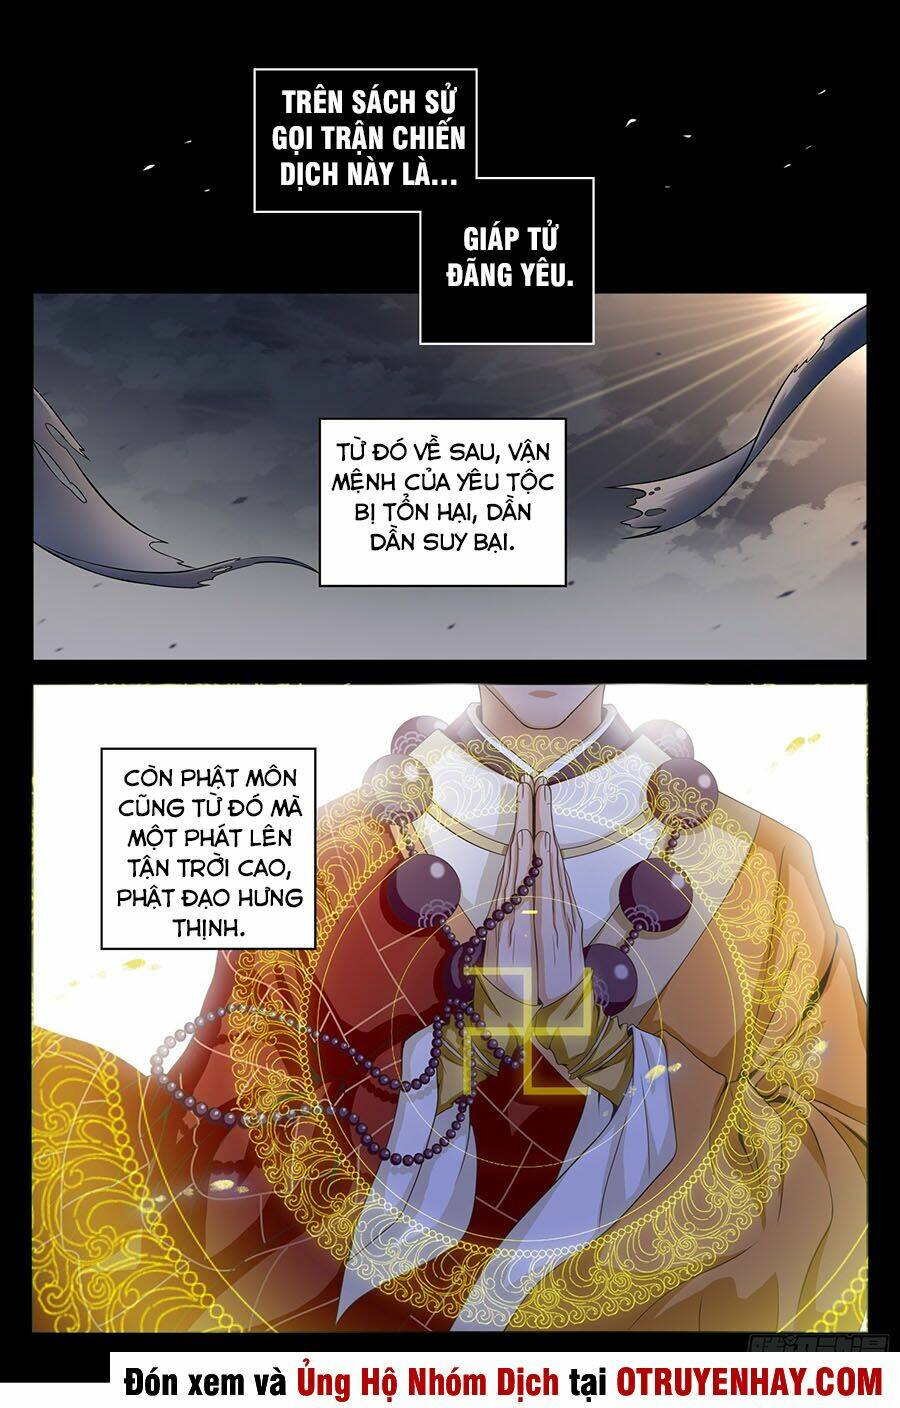 TRÊN SÁCH SỬ
GỌI TRẬN CHIẾN
DỊCH NÀY LÀ...
GIÁP TỬ
ĐÃNG YÊU.
TỪ ĐÓ VỀ SAU, VẬN
MỆNH CỦA YÊU TỘC
BỊ TỔN HẠI, DẦN
DẦN SUY BẠI.
CÒN PHẬT MÔN
CŨNG TỪ ĐÓ MÀ
MỘT PHÁT LÊN
TẬN TRỜI CAO,
PHẬT ĐẠO HƯNG
THỊNH.
Đón xem và Ủng Hộ Nhóm Dịch tại OTRUYENHAY.COM